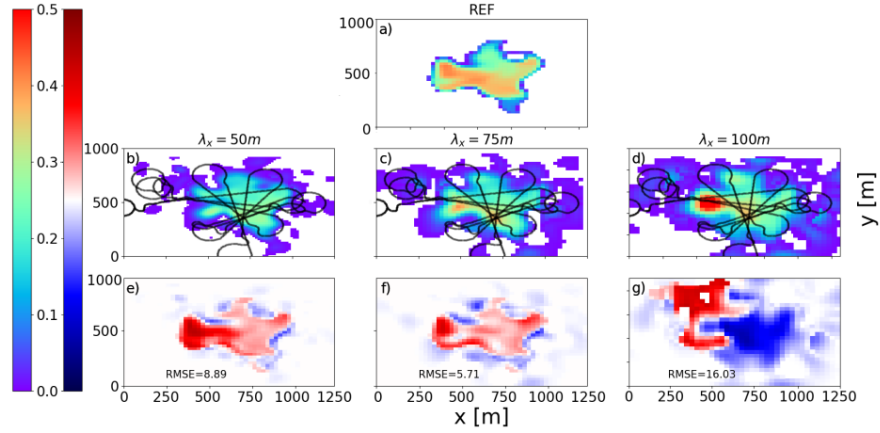 REF
0.5
0.4
0.3
0.2
0.1
0.0
1000
500
0
a)
λx = 50m
λx = 75m
λx = 100m
1000
500
0
b)
c)
d)
y [m]
1000
500
0
e)
f)
g)
RMSE=8.89
RMSE=5.71
RMSE=16.03
0 250 500 750 1000 1250
0 250 500 750 1000 1250
0 250 500 750 1000 1250
x [m]